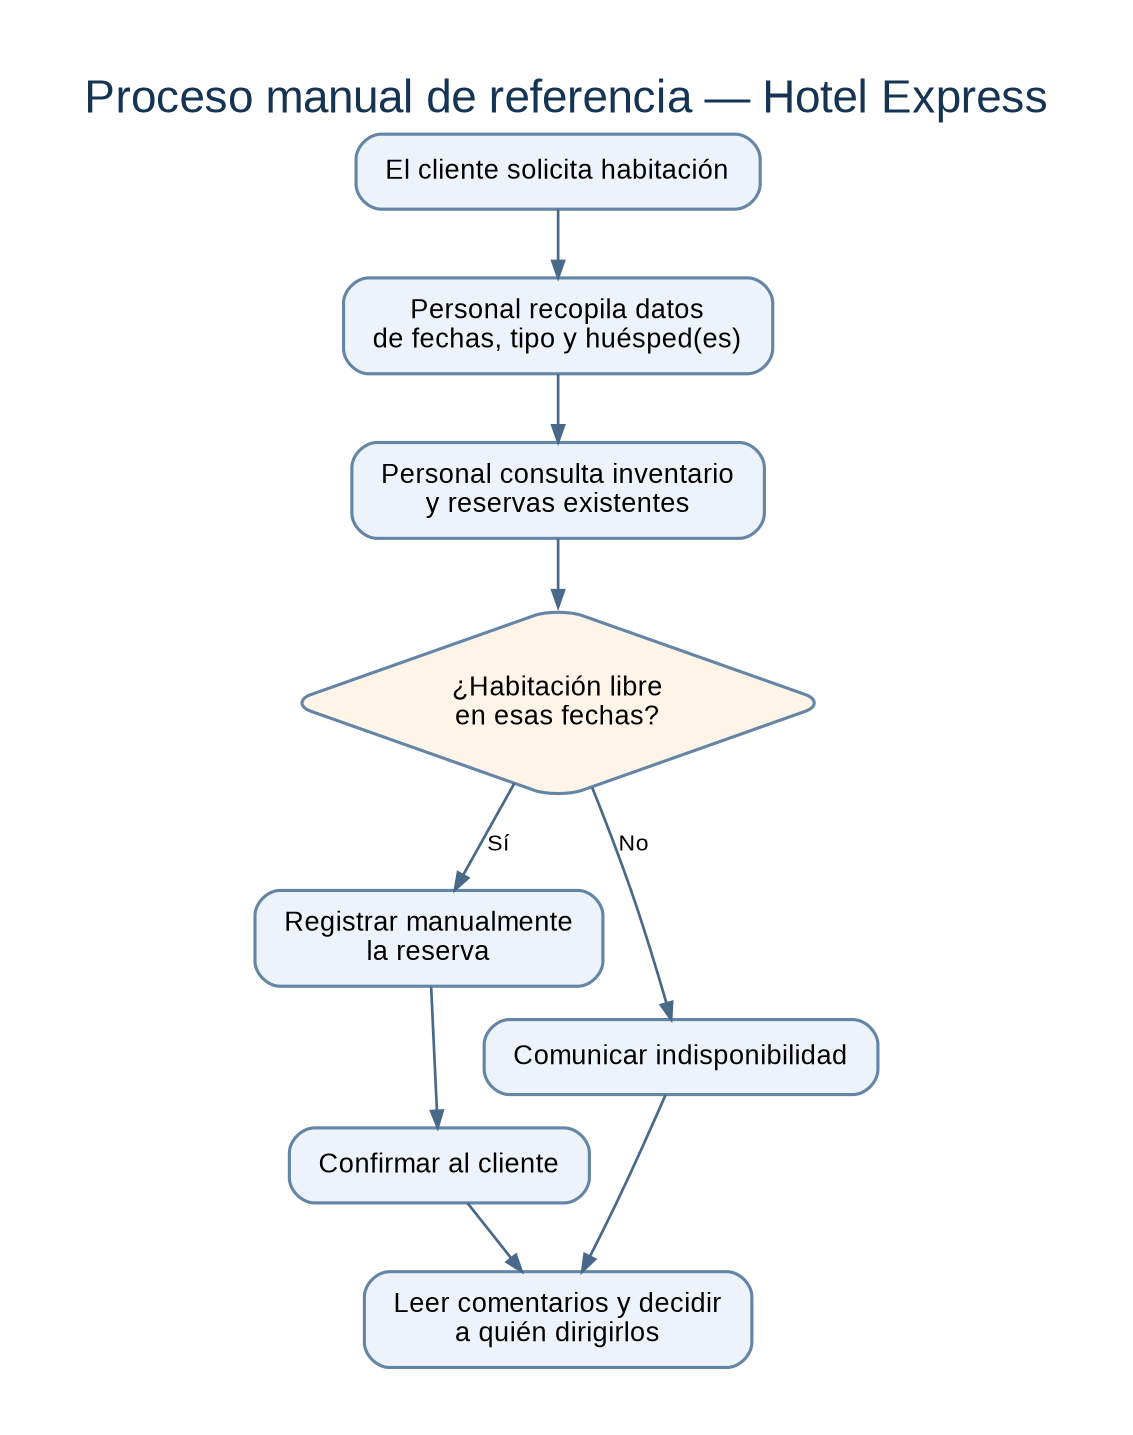 Proceso manual de referencia — Hotel Express
El cliente solicita habitación
Personal recopila datos
de fechas, tipo y huésped(es)
Personal consulta inventario
y reservas existentes
¿Habitación libre
en esas fechas?
Sí
No
Registrar manualmente
la reserva
Comunicar indisponibilidad
Confirmar al cliente
Leer comentarios y decidir
a quién dirigirlos